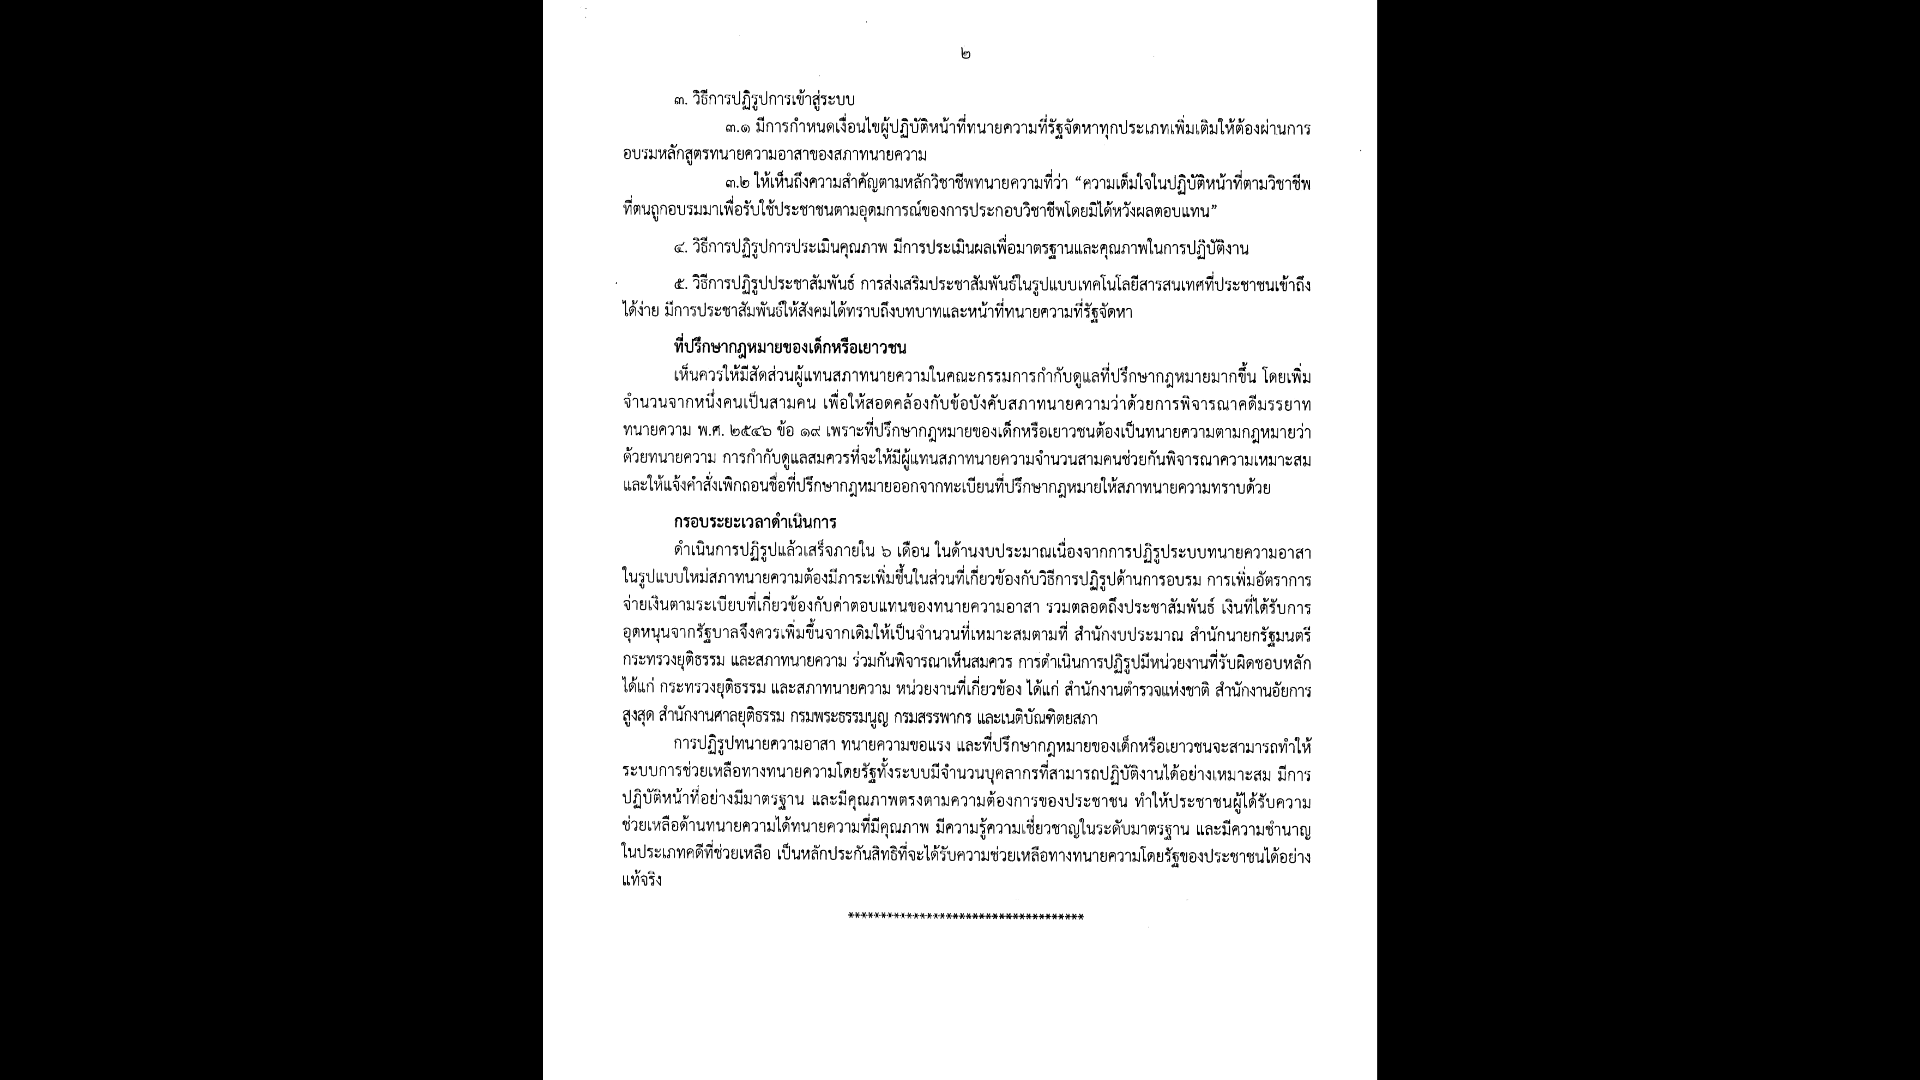 ๒
๓. วิธีการปฏิรูปการเข้าสู่ระบบ
๓.๑ มีการกำหนดเงื่อนไขผู้ปฏิบัติหน้าที่ทนายความที่รัฐจัดหาทุกประเภทเพิ่มเติมให้ต้องผ่านการ
อบรมหลักสูตรทนายความอาสาของสภาทนายความ
๓.๒ ให้เห็นถึงความสำคัญตามหลักวิชาชีพทนายความที่ว่า “ความเต็มใจในปฏิบัติหน้าที่ตามวิชาชีพ
ที่ตนถูกอบรมมาเพื่อรับใช้ประชาชนตามอุดมการณ์ของการประกอบวิชาชีพโดยมิได้หวังผลตอบแทน”
๔. วิธีการปฏิรูปการประเมินคุณภาพ มีการประเมินผลเพื่อมาตรฐานและคุณภาพในการปฏิบัติงาน
๕. วิธีการปฏิรูปประชาสัมพันธ์ การส่งเสริมประชาสัมพันธ์ในรูปแบบเทคโนโลยีสารสนเทศที่ประชาชนเข้าถึง
ได้ง่าย มีการประชาสัมพันธ์ให้สังคมได้ทราบถึงบทบาทและหน้าที่ทนายความที่รัฐจัดหา
ที่ปรึกษากฎหมายของเด็กหรือเยาวชน
เห็นควรให้มีสัดส่วนผู้แทนสภาทนายความในคณะกรรมการกำกับดูแลที่ปรึกษากฎหมายมากขึ้น โดยเพิ่ม
จำนวนจากหนึ่งคนเป็นสามคน เพื่อให้สอดคล้องกับข้อบังคับสภาทนายความว่าด้วยการพิจารณาคดีมรรยาท
ทนายความ พ.ศ. ๒๕๔๖ ข้อ ๑๙ เพราะที่ปรึกษากฎหมายของเด็กหรือเยาวชนต้องเป็นทนายความตามกฎหมายว่า
ด้วยทนายความ การกำกับดูแลสมควรที่จะให้มีผู้แทนสภาทนายความจำนวนสามคนช่วยกันพิจารณาความเหมาะสม
และให้แจ้งคำสั่งเพิกถอนชื่อที่ปรึกษากฎหมายออกจากทะเบียนที่ปรึกษากฎหมายให้สภาทนายความทราบด้วย
กรอบระยะเวลาดำเนินการ
ดำเนินการปฏิรูปแล้วเสร็จภายใน ๖ เดือน ในด้านงบประมาณเนื่องจากการปฏิรูประบบทนายความอาสา
ในรูปแบบใหม่สภาทนายความต้องมีภาระเพิ่มขึ้นในส่วนที่เกี่ยวข้องกับวิธีการปฏิรูปด้านการอบรม การเพิ่มอัตราการ
จ่ายเงินตามระเบียบที่เกี่ยวข้องกับค่าตอบแทนของทนายความอาสา รวมตลอดถึงประชาสัมพันธ์ เงินที่ได้รับการ
อุดหนุนจากรัฐบาลจึงควรเพิ่มขึ้นจากเดิมให้เป็นจำนวนที่เหมาะสมตามที่ สำนักงบประมาณ สำนักนายกรัฐมนตรี
กระทรวงยุติธรรม และสภาทนายความ ร่วมกันพิจารณาเห็นสมควร การดำเนินการปฏิรูปมีหน่วยงานที่รับผิดชอบหลัก
ได้แก่ กระทรวงยุติธรรม และสภาทนายความ หน่วยงานที่เกี่ยวข้อง ได้แก่ สำนักงานตำรวจแห่งชาติ สำนักงานอัยการ
สูงสุด สำนักงานศาลยุติธรรม กรมพระธรรมนูญ กรมสรรพากร และเนติบัณฑิตยสภา
การปฏิรูปทนายความอาสา ทนายความขอแรง และที่ปรึกษากฎหมายของเด็กหรือเยาวชนจะสามารถทำให้
ระบบการช่วยเหลือทางทนายความโดยรัฐทั้งระบบมีจำนวนบุคลากรที่สามารถปฏิบัติงานได้อย่างเหมาะสม มีการ
ปฏิบัติหน้าที่อย่างมีมาตรฐาน และมีคุณภาพตรงตามความต้องการของประชาชน ทำให้ประชาชนผู้ได้รับความ
ช่วยเหลือด้านทนายความได้ทนายความที่มีคุณภาพ มีความรู้ความเชี่ยวชาญในระดับมาตรฐาน และมีความชำนาญ
ในประเภทคดีที่ช่วยเหลือ เป็นหลักประกันสิทธิที่จะได้รับความช่วยเหลือทางทนายความโดยรัฐของประชาชนได้อย่าง
แท้จริง
************************************